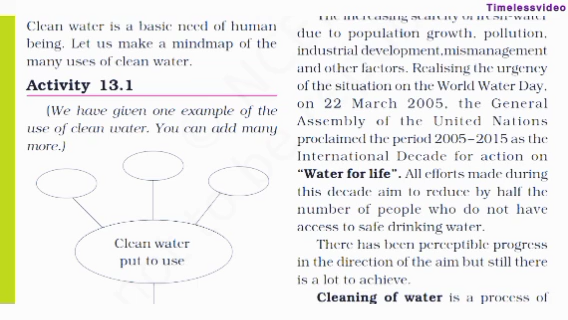 Timelessvideo
Clean water is a basic need of human
being. Let us make a mindmap of the
many uses of clean water.
Activity 13.1
(We have given one example of the
use of clean water. You can add many
more.)
Clean water
put to use
The increasing scarcity of fresh water
due to population growth, pollution,
industrial development,mismanagement
and other factors. Realising the urgency
of the situation on the World Water Day,
on 22 March 2005, the General
Assembly of the United Nations
proclaimed the period 2005–2015 as the
International Decade for action on
“Water for life”. All efforts made during
this decade aim to reduce by half the
number of people who do not have
access to safe drinking water.
There has been perceptible progress
in the direction of the aim but still there
is a lot to achieve.
Cleaning of water is a process of